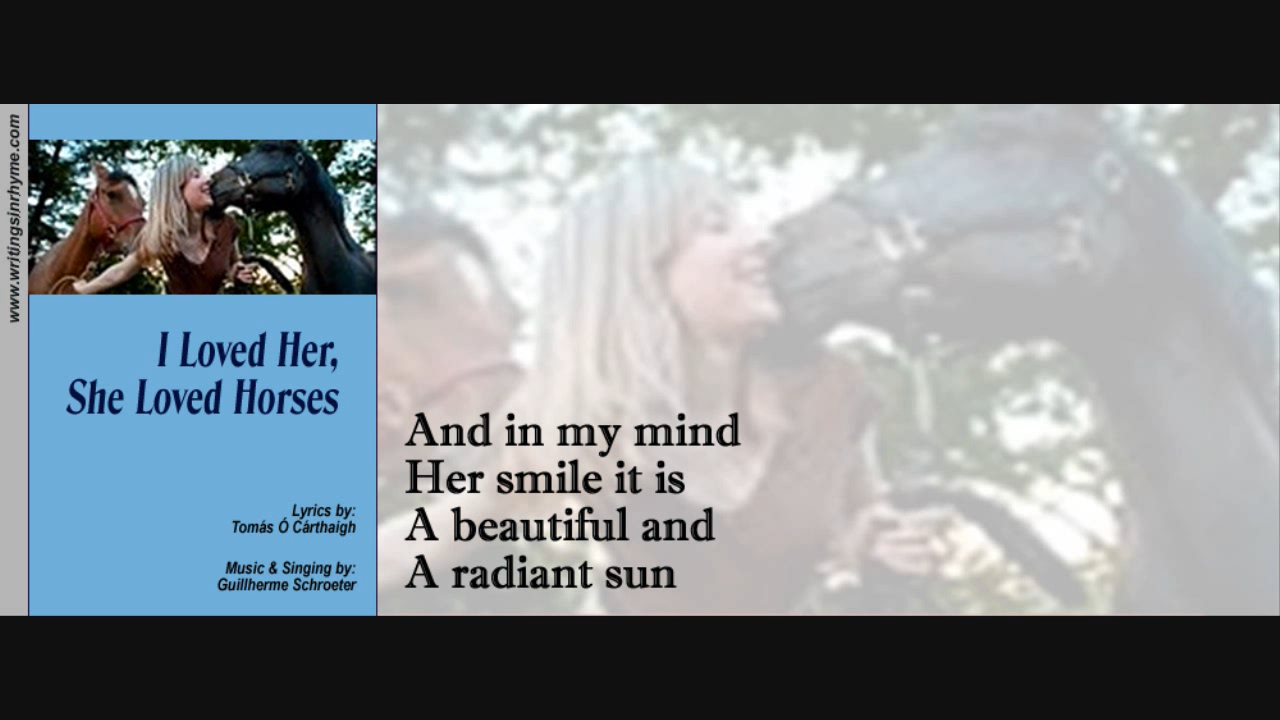 www.writingsinrhyme.com
I Loved Her,
She Loved Horses
Lyrics by:
Tomás Ó Cárthaigh
Music & Singing by:
Guillherme Schroeter
And in my mind
Her smile it is
A beautiful and
A radiant sun